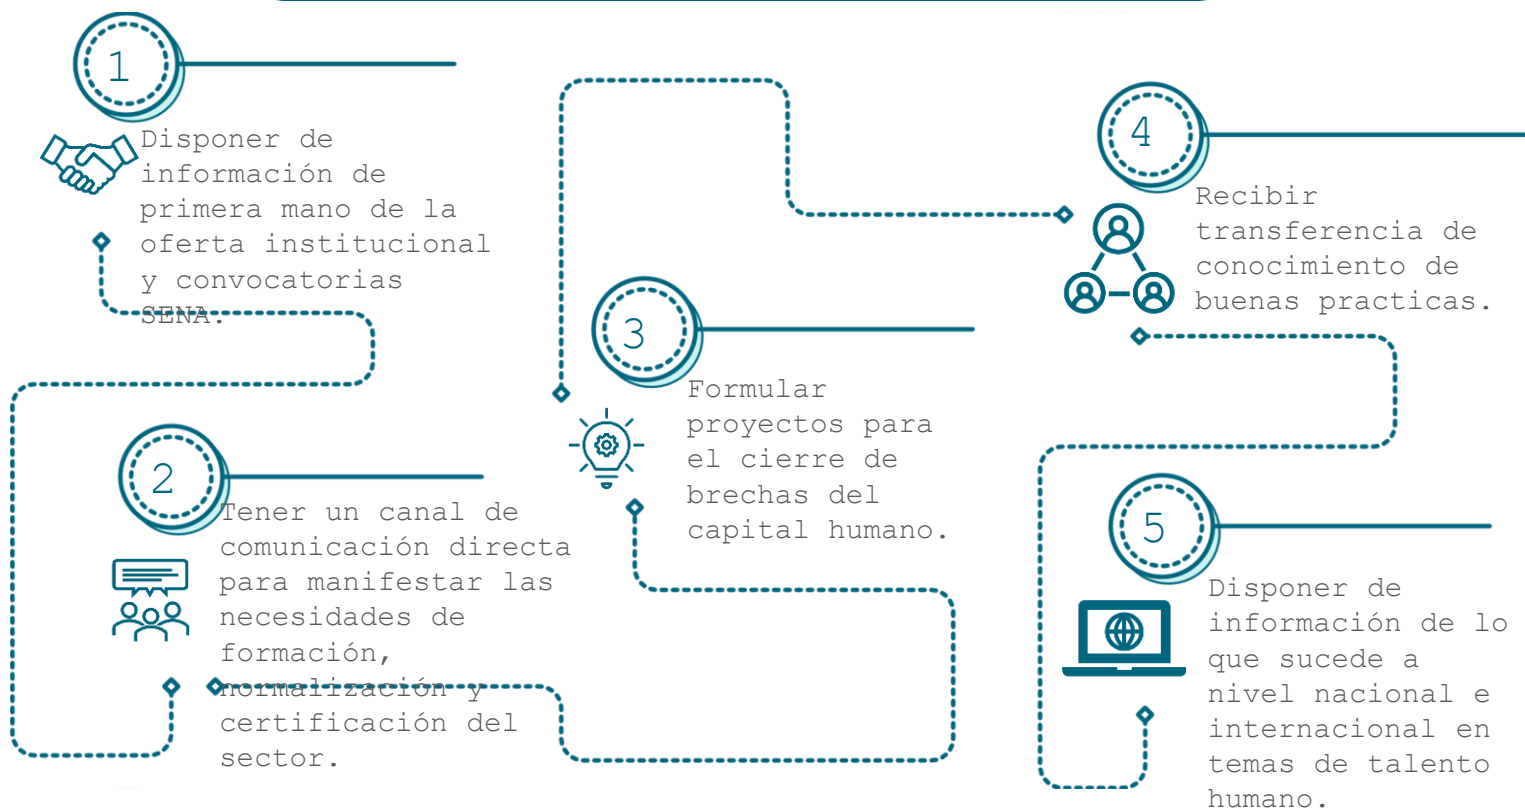 1
Disponer de
información de
primera mano de la
oferta institucional
y convocatorias
SENA.
2
Tener un canal de
comunicación directa
para manifestar las
necesidades de
formación,
normalización y
certificación del
sector.
3
Formular
proyectos para
el cierre de
brechas del
capital humano.
4
Recibir
transferencia de
conocimiento de
buenas practicas.
5
Disponer de
información de lo
que sucede a
nivel nacional e
internacional en
temas de talento
humano.